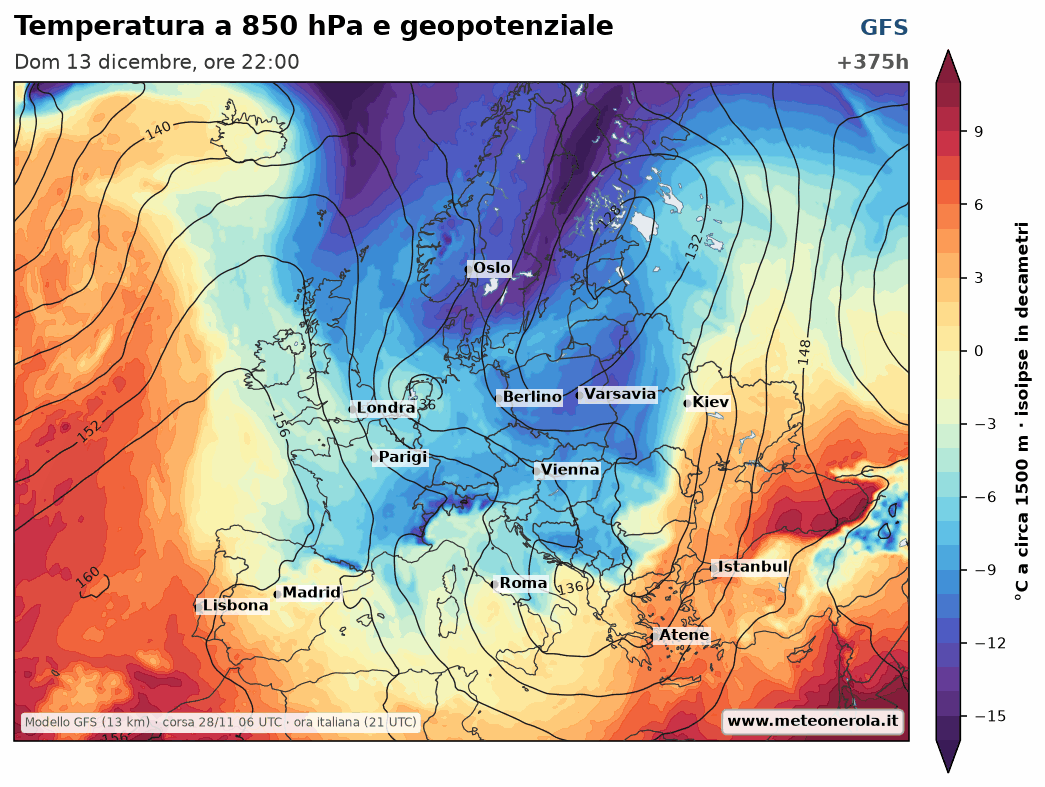 Temperatura a 850 hPa e geopotenziale
GFS
Dom 13 dicembre, ore 22:00
+375h
140
128
132
148
152
156
136
160
136
156
Oslo
Berlino
Varsavia
Kiev
Londra
Parigi
Vienna
Istanbul
Roma
Madrid
Lisbona
Atene
Modello GFS (13 km) · corsa 28/11 06 UTC · ora italiana (21 UTC)
www.meteonerola.it
9
6
3
0
−3
−6
−9
−12
−15
°C a circa 1500 m · isoipse in decametri